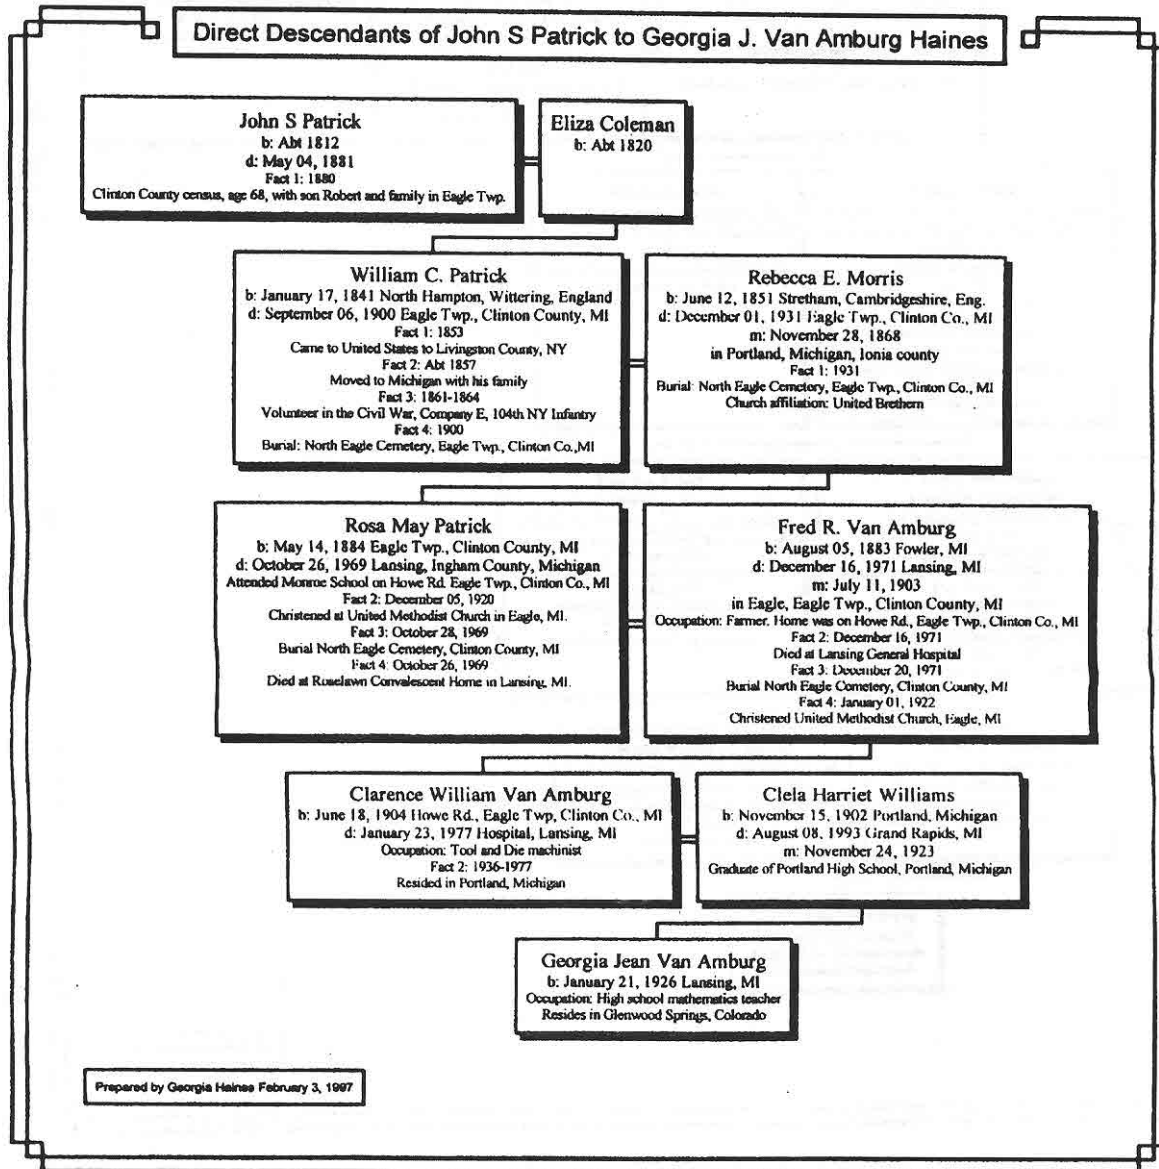 Direct Descendants of John S Patrick to Georgia J. Van Amburg Haines
John S Patrick
b: Abt 1812
d: May 04, 1881
Fact 1: 1880
Clinton County census, age 68, with son Robert and family in Eagle Twp.
Eliza Coleman
b: Abt 1820
William C. Patrick
b: January 17, 1841 North Hampton, Wittering, England
d: September 06, 1900 Eagle Twp., Clinton County, MI
Fact 1: 1853
Came to United States to Livingston County, NY
Fact 2: Abt 1857
Moved to Michigan with his family
Fact 3: 1861-1864
Volunteer in the Civil War, Company E, 104th NY Infantry
Fact 4: 1900
Burial: North Eagle Cemetery, Eagle Twp., Clinton Co.,MI
Rebecca E. Morris
b: June 12, 1851 Stretham, Cambridgeshire, Eng.
d: December 01, 1931 Eagle Twp., Clinton Co., MI
m: November 28, 1868
in Portland, Michigan, Ionia county
Fact 1: 1931
Burial: North Eagle Cemetery, Eagle Twp., Clinton Co., MI
Church affiliation: United Brethern
Rosa May Patrick
b: May 14, 1884 Eagle Twp., Clinton County, MI
d: October 26, 1969 Lansing, Ingham County, Michigan
Attended Monroe School on Howe Rd. Eagle Twp., Clinton Co., MI
Fact 2: December 05, 1920
Christened at United Methodist Church in Eagle, MI.
Fact 3: October 28, 1969
Burial North Eagle Cemetery, Clinton County, MI
Fact 4: October 26, 1969
Died at Roselawn Convalescent Home in Lansing, MI.
Fred R. Van Amburg
b: August 05, 1883 Fowler, MI
d: December 16, 1971 Lansing, MI
m: July 11, 1903
in Eagle, Eagle Twp., Clinton County, MI
Occupation: Farmer. Home was on Howe Rd., Eagle Twp., Clinton Co., MI
Fact 2: December 16, 1971
Died at Lansing General Hospital
Fact 3: December 20, 1971
Burial North Eagle Cemetery, Clinton County, MI
Fact 4: January 01, 1922
Christened United Methodist Church, Eagle, MI
Clarence William Van Amburg
b: June 18, 1904 Howe Rd., Eagle Twp, Clinton Co., MI
d: January 23, 1977 Hospital, Lansing, MI
Occupation: Tool and Die machinist
Fact 2: 1936-1977
Resided in Portland, Michigan
Clela Harriet Williams
b: November 15, 1902 Portland, Michigan
d: August 08, 1993 Grand Rapids, MI
m: November 24, 1923
Graduate of Portland High School, Portland, Michigan
Georgia Jean Van Amburg
b: January 21, 1926 Lansing, MI
Occupation: High school mathematics teacher
Resides in Glenwood Springs, Colorado
Prepared by Georgia Haines February 3, 1997